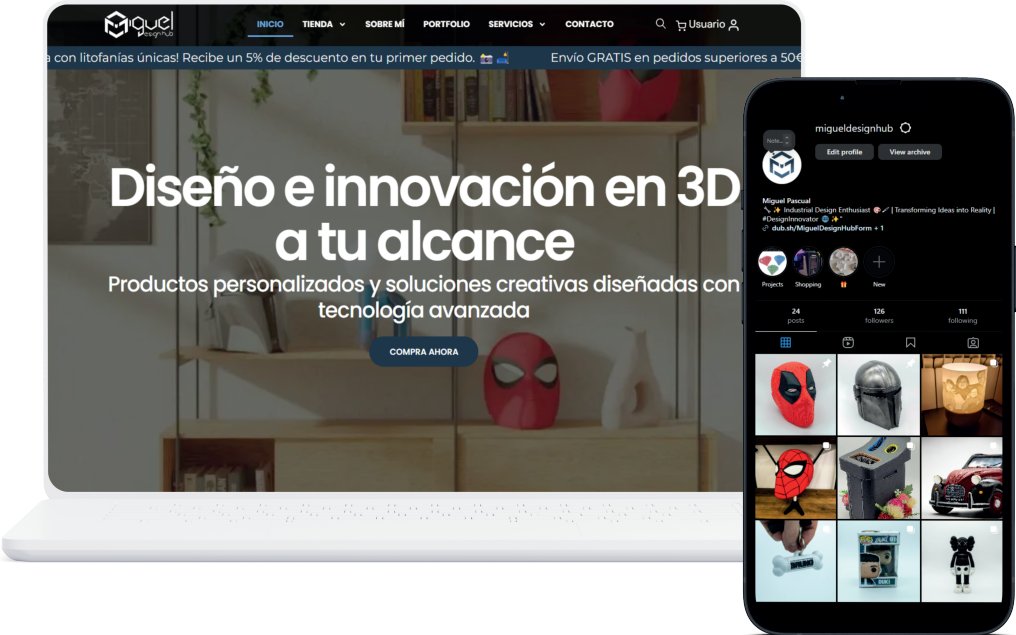 Miguel
designhub
INICIO TIENDA SOBRE MÍ PORTFOLIO SERVICIOS CONTACTO Usuario
a con litofanías únicas! Recibe un 5% de descuento en tu primer pedido. 📸 🛋️ Envío GRATIS en pedidos superiores a 50€
Diseño e innovación en 3D
a tu alcance
Productos personalizados y soluciones creativas diseñadas con
tecnología avanzada
COMPRA AHORA
migueldesignhub
Note...
Edit profile View archive
Miguel Pascual
🔧 ✨ Industrial Design Enthusiast 🎨🖌️ | Transforming Ideas into Reality |
#DesignInnovator 🌐 ✨"
dub.sh/MiguelDesignHubForm + 1
Projects Shopping 🎁 New
24 126 111
posts followers following